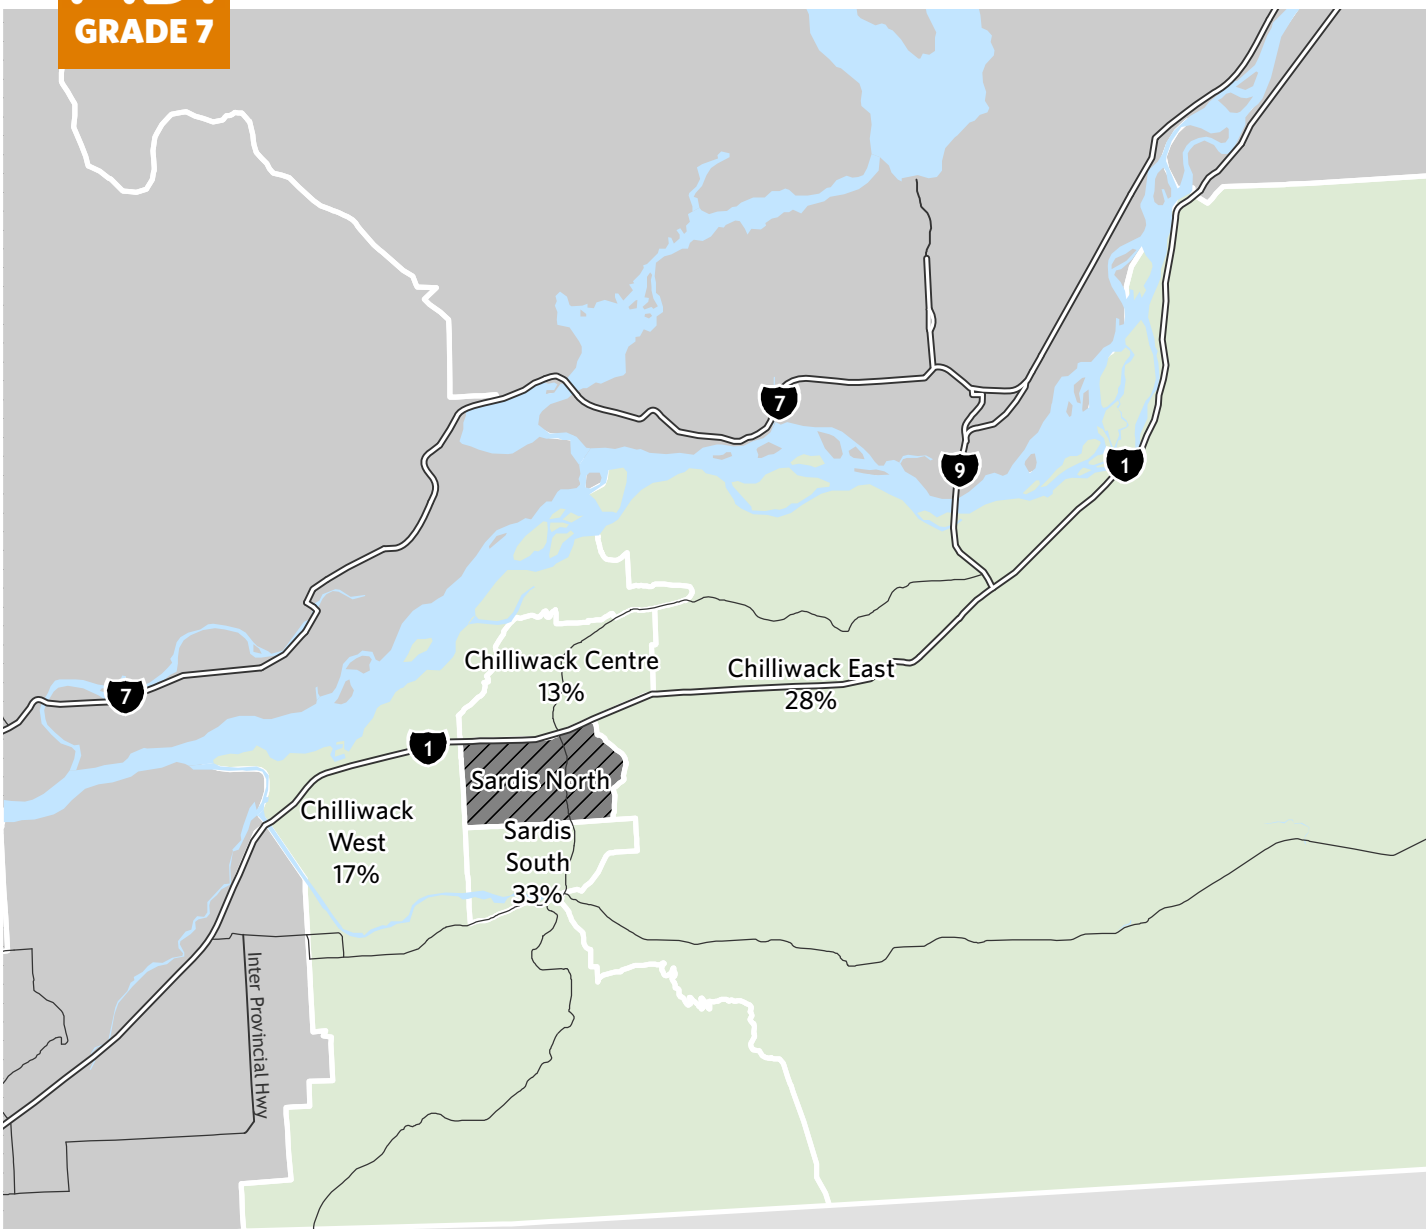 GRADE 7
7
9
1
Chilliwack Centre
13%
Chilliwack East
28%
7
1
Sardis North
Chilliwack
West
17%
Sardis
South
33%
Inter Provincial Hwy